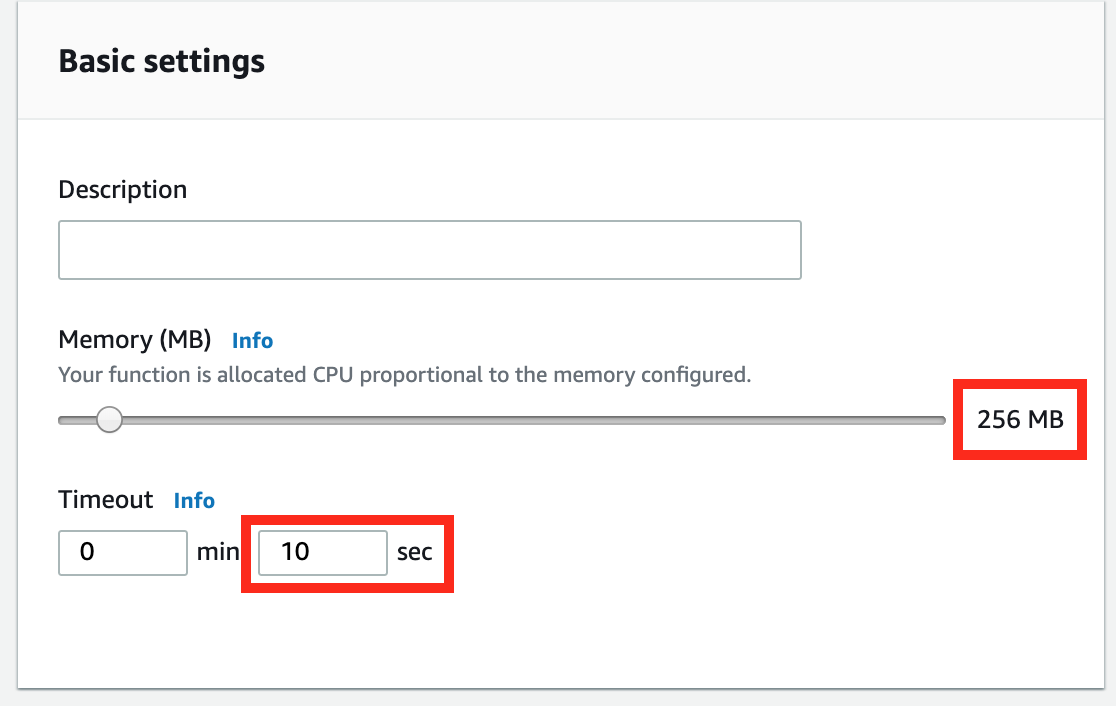 Basic settings
Description
Memory (MB) Info
Your function is allocated CPU proportional to the memory configured.
256 MB
Timeout Info
0 min 10 sec